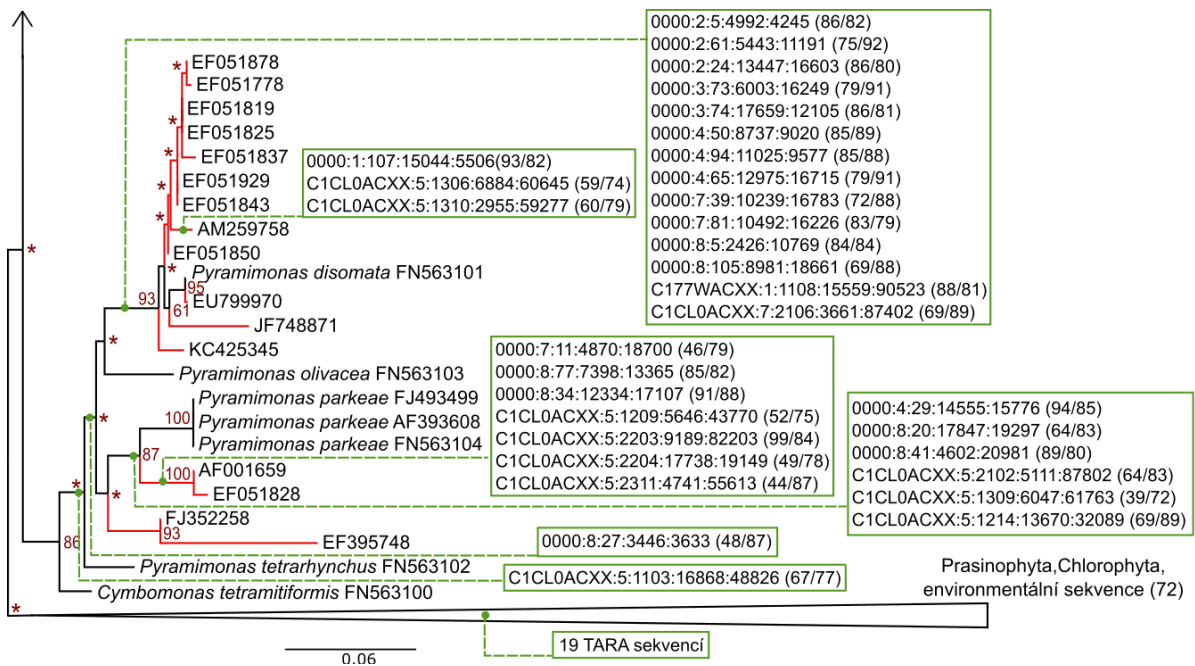 0000:2:5:4992:4245 (86/82)
0000:2:61:5443:11191 (75/92)
0000:2:24:13447:16603 (86/80)
0000:3:73:6003:16249 (79/91)
0000:3:74:17659:12105 (86/81)
0000:4:50:8737:9020 (85/89)
0000:4:94:11025:9577 (85/88)
0000:4:65:12975:16715 (79/91)
0000:7:39:10239:16783 (72/88)
0000:7:81:10492:16226 (83/79)
0000:8:5:2426:10769 (84/84)
0000:8:105:8981:18661 (69/88)
C177WACXX:1:1108:15559:90523 (88/81)
C1CL0ACXX:7:2106:3661:87402 (69/89)
* EF051878
EF051778
* EF051819
* EF051825
* EF051837
* EF051929
EF051843
* AM259758
EF051850
0000:1:107:15044:5506(93/82)
C1CL0ACXX:5:1306:6884:60645 (59/74)
C1CL0ACXX:5:1310:2955:59277 (60/79)
*
* Pyramimonas disomata FN563101
95
EU799970
93
61
JF748871
KC425345
*
Pyramimonas olivacea FN563103
Pyramimonas parkeae FJ493499
100
Pyramimonas parkeae AF393608
*
Pyramimonas parkeae FN563104
87
AF001659
100
EF051828
*
*
FJ352258
93
EF395748
86
Pyramimonas tetrarhynchus FN563102
Cymbomonas tetramitiformis FN563100
0000:7:11:4870:18700 (46/79)
0000:8:77:7398:13365 (85/82)
0000:8:34:12334:17107 (91/88)
C1CL0ACXX:5:1209:5646:43770 (52/75)
C1CL0ACXX:5:2203:9189:82203 (99/84)
C1CL0ACXX:5:2204:17738:19149 (49/78)
C1CL0ACXX:5:2311:4741:55613 (44/87)
0000:4:29:14555:15776 (94/85)
0000:8:20:17847:19297 (64/83)
0000:8:41:4602:20981 (89/80)
C1CL0ACXX:5:2102:5111:87802 (64/83)
C1CL0ACXX:5:1309:6047:61763 (39/72)
C1CL0ACXX:5:1214:13670:32089 (69/89)
0000:8:27:3446:3633 (48/87)
C1CL0ACXX:5:1103:16868:48826 (67/77)
Prasinophyta,Chlorophyta,
environmentální sekvence (72)
*
19 TARA sekvencí
0.06